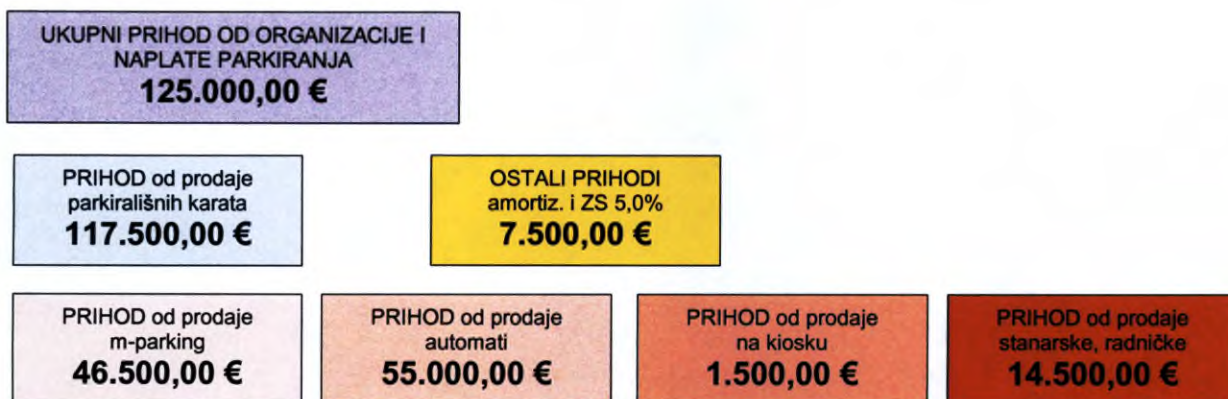 UKUPNI PRIHOD OD ORGANIZACIJE I
NAPLATE PARKIRANJA
125.000,00 €
PRIHOD od prodaje
parkirališnih karata
117.500,00 €
OSTALI PRIHODI
amortiz. i ZS 5,0%
7.500,00 €
PRIHOD od prodaje
m-parking
46.500,00 €
PRIHOD od prodaje
automati
55.000,00 €
PRIHOD od prodaje
na kiosku
1.500,00 €
PRIHOD od prodaje
stanarske, radničke
14.500,00 €